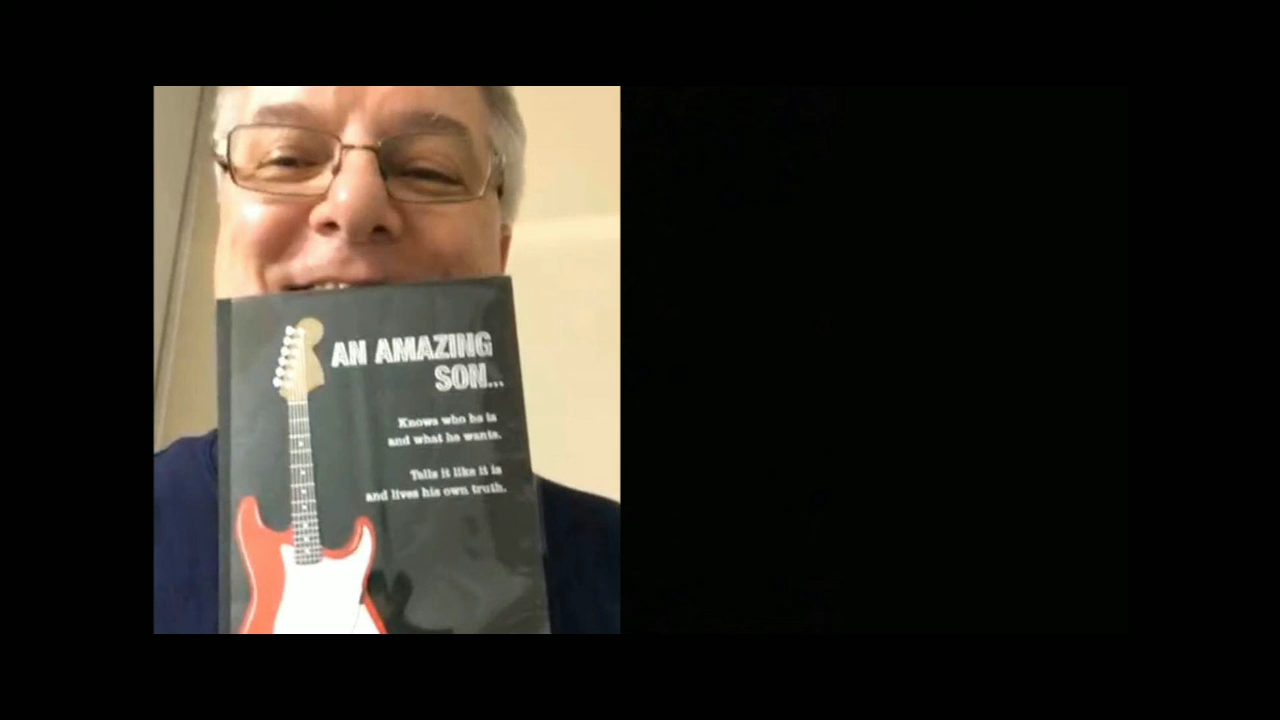 AN AMAZING
SON...
Knows who he is
and what he wants.
Tells it like it is
and lives his own truth.